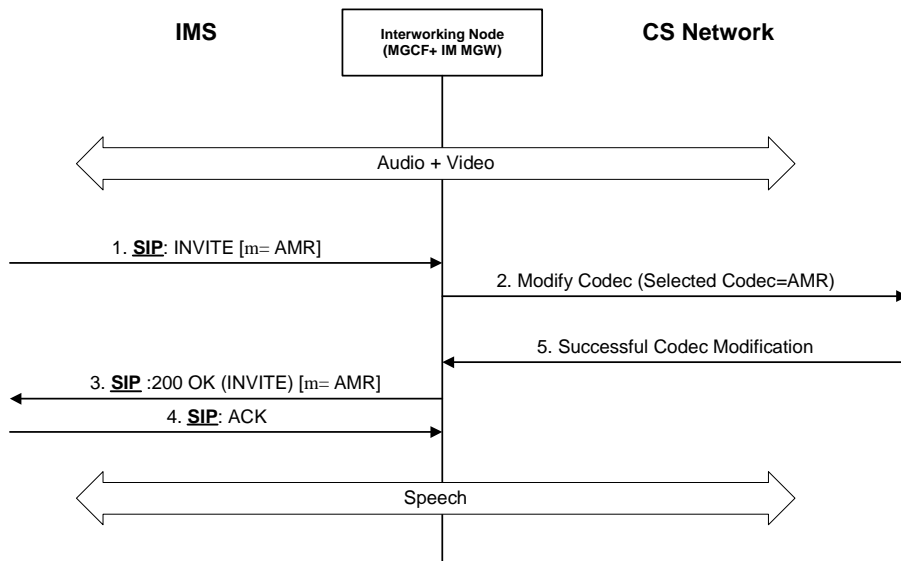 IMS
Interworking Node
(MGCF+ IM MGW)
CS Network
Audio + Video
1. SIP: INVITE [m= AMR]
2. Modify Codec (Selected Codec=AMR)
5. Successful Codec Modification
3. SIP :200 OK (INVITE) [m= AMR]
4. SIP: ACK
Speech